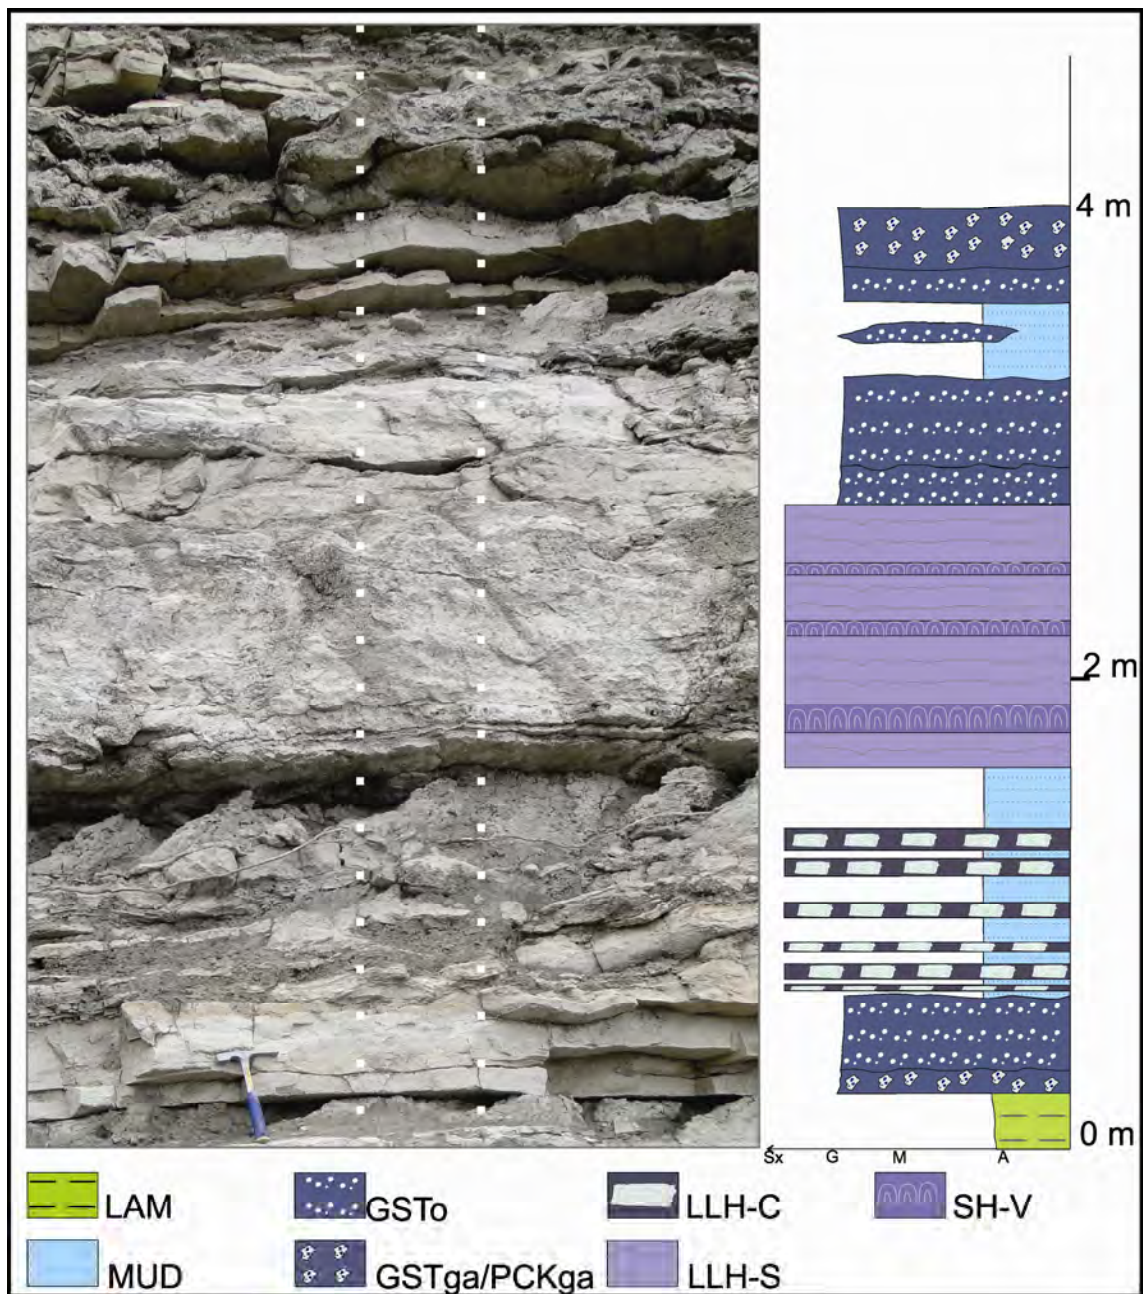 4 m
2 m
0 m
Sx G M A
LAM GSTo LLH-C SH-V
MUD GSTga/PCKga LLH-S